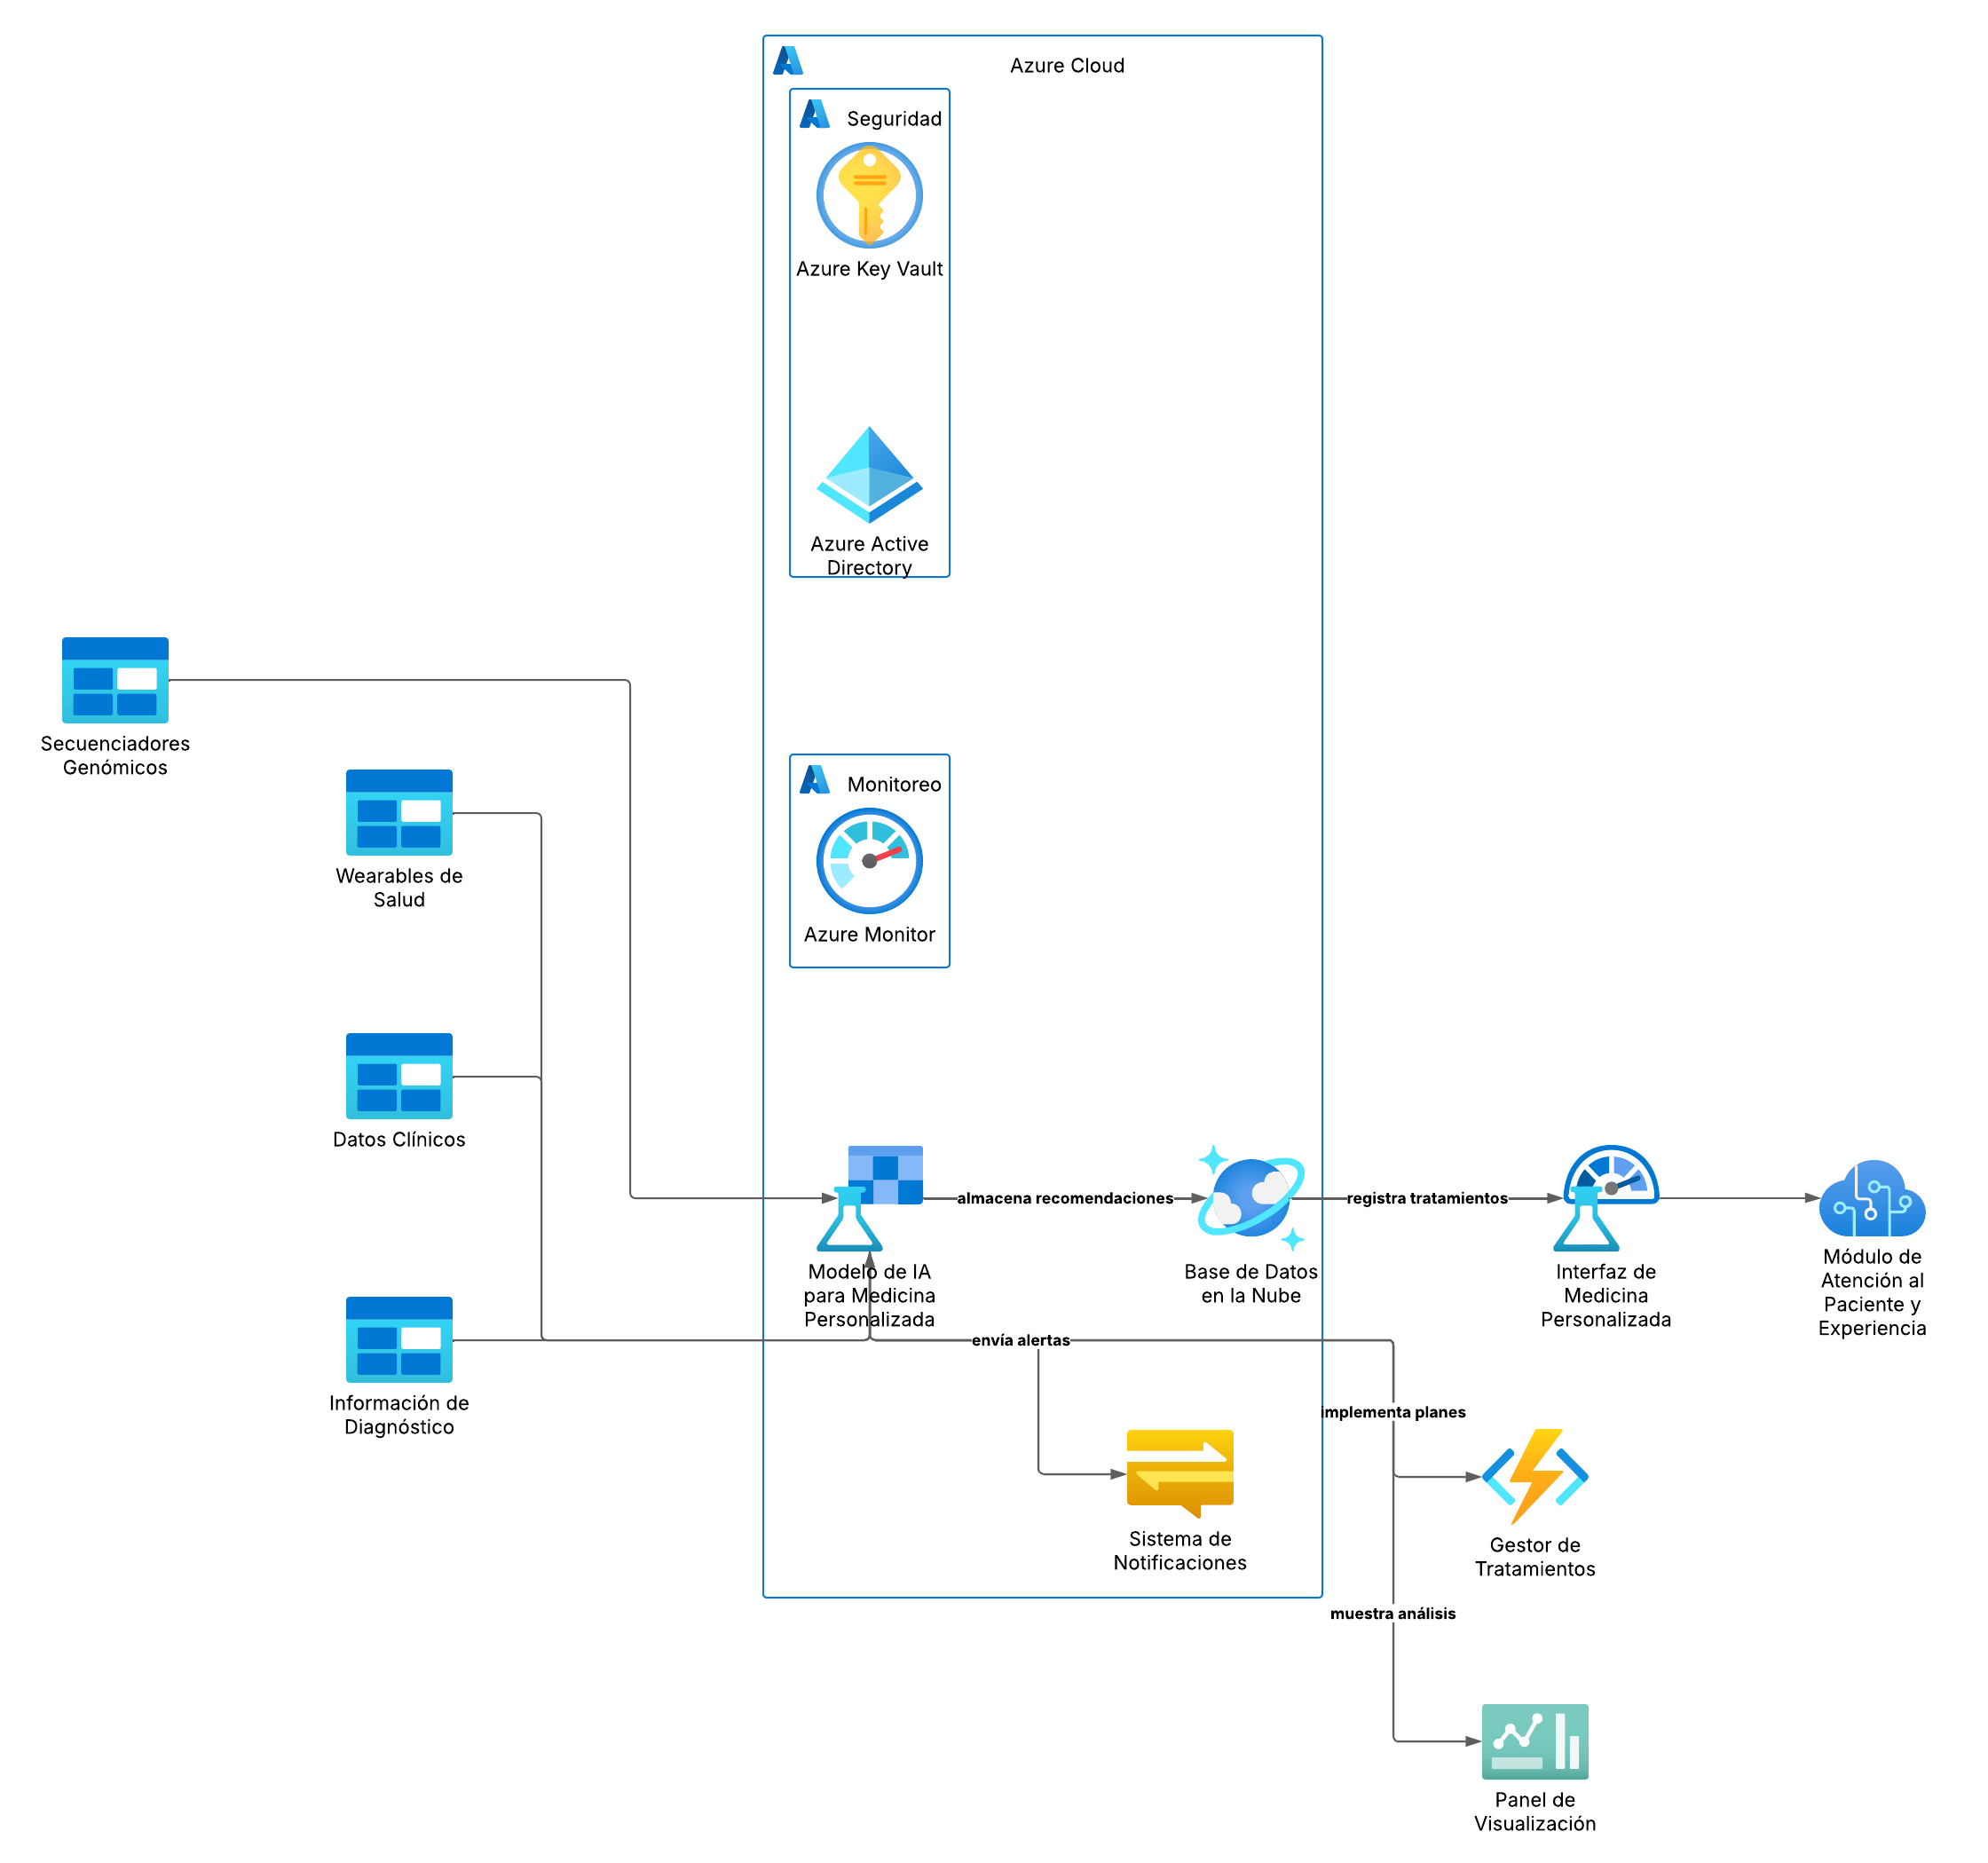 Azure Cloud
Seguridad
Azure Key Vault
Azure Active
Directory
Secuenciadores
Genómicos
Wearables de
Salud
Monitoreo
Azure Monitor
Datos Clínicos
almacena recomendaciones
registra tratamientos
Modelo de IA
para Medicina
Personalizada
Base de Datos
en la Nube
Interfaz de
Medicina
Personalizada
Módulo de
Atención al
Paciente y
Experiencia
envía alertas
Información de
Diagnóstico
implementa planes
Sistema de
Notificaciones
Gestor de
Tratamientos
muestra análisis
Panel de
Visualización